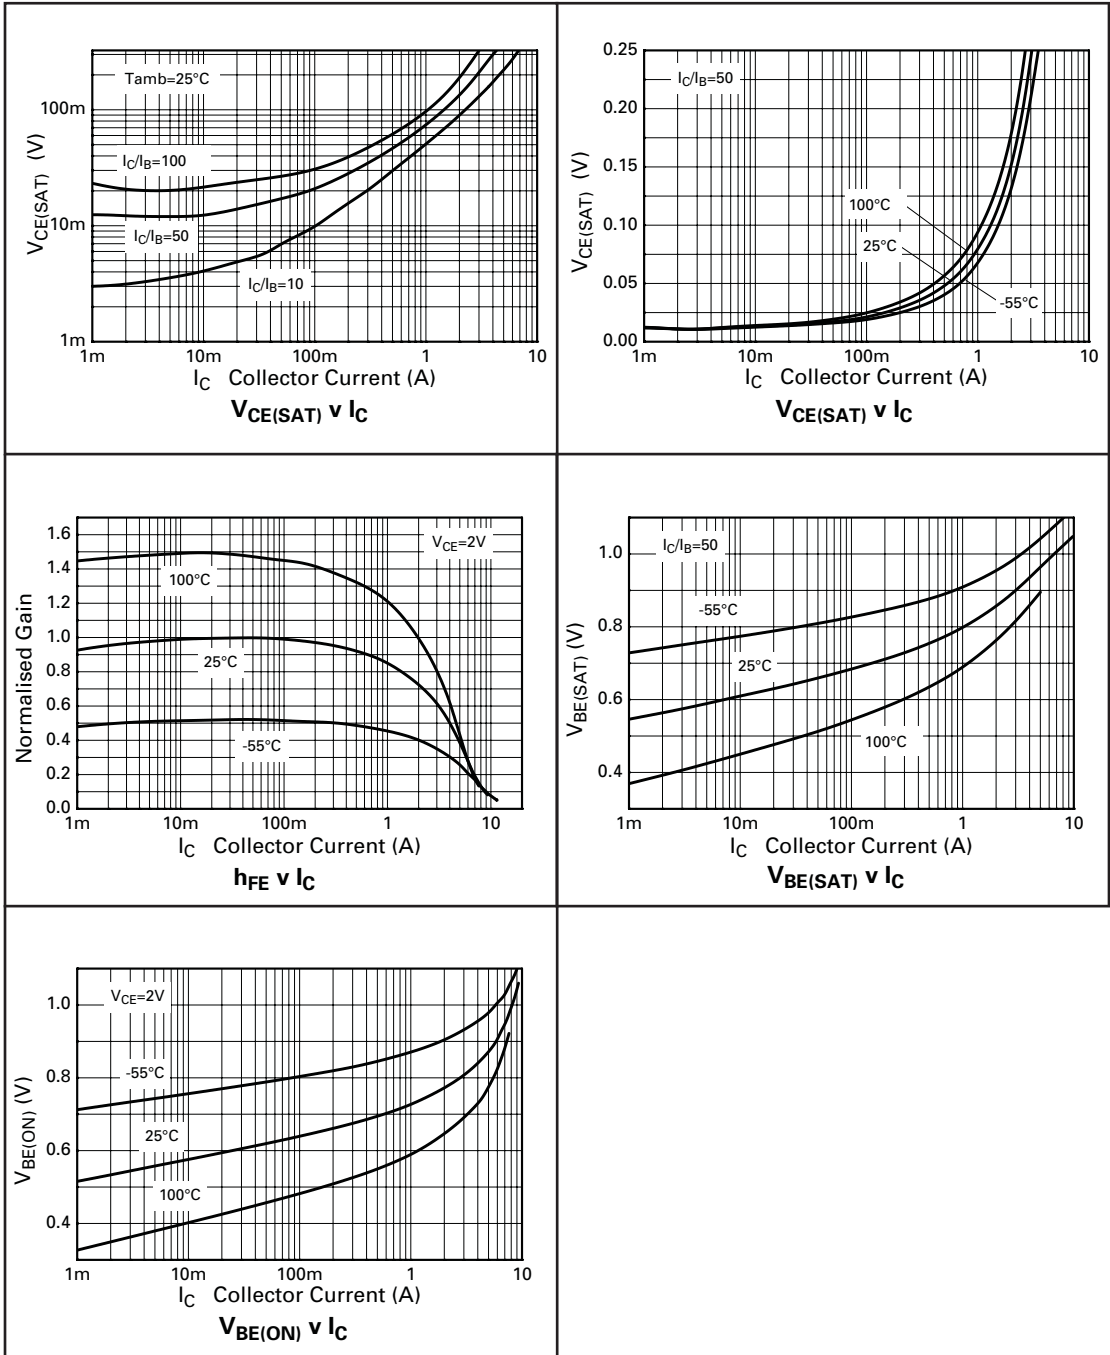 Tamb=25°C
IC/IB=100
IC/IB=50
IC/IB=10
100m
10m
1m
VCE(SAT) (V)
1m 10m 100m 1 10
IC Collector Current (A)
VCE(SAT) v IC
IC/IB=50
100°C
25°C
-55°C
0.25
0.20
0.15
0.10
0.05
0.00
VCE(SAT) (V)
1m 10m 100m 1 10
IC Collector Current (A)
VCE(SAT) v IC
VCE=2V
100°C
25°C
-55°C
1.6
1.4
1.2
1.0
0.8
0.6
0.4
0.2
0.0
Normalised Gain
1m 10m 100m 1 10
IC Collector Current (A)
hFE v IC
IC/IB=50
-55°C
25°C
100°C
1.0
0.8
0.6
0.4
VBE(SAT) (V)
1m 10m 100m 1 10
IC Collector Current (A)
VBE(SAT) v IC
VCE=2V
-55°C
25°C
100°C
1.0
0.8
0.6
0.4
VBE(ON) (V)
1m 10m 100m 1 10
IC Collector Current (A)
VBE(ON) v IC